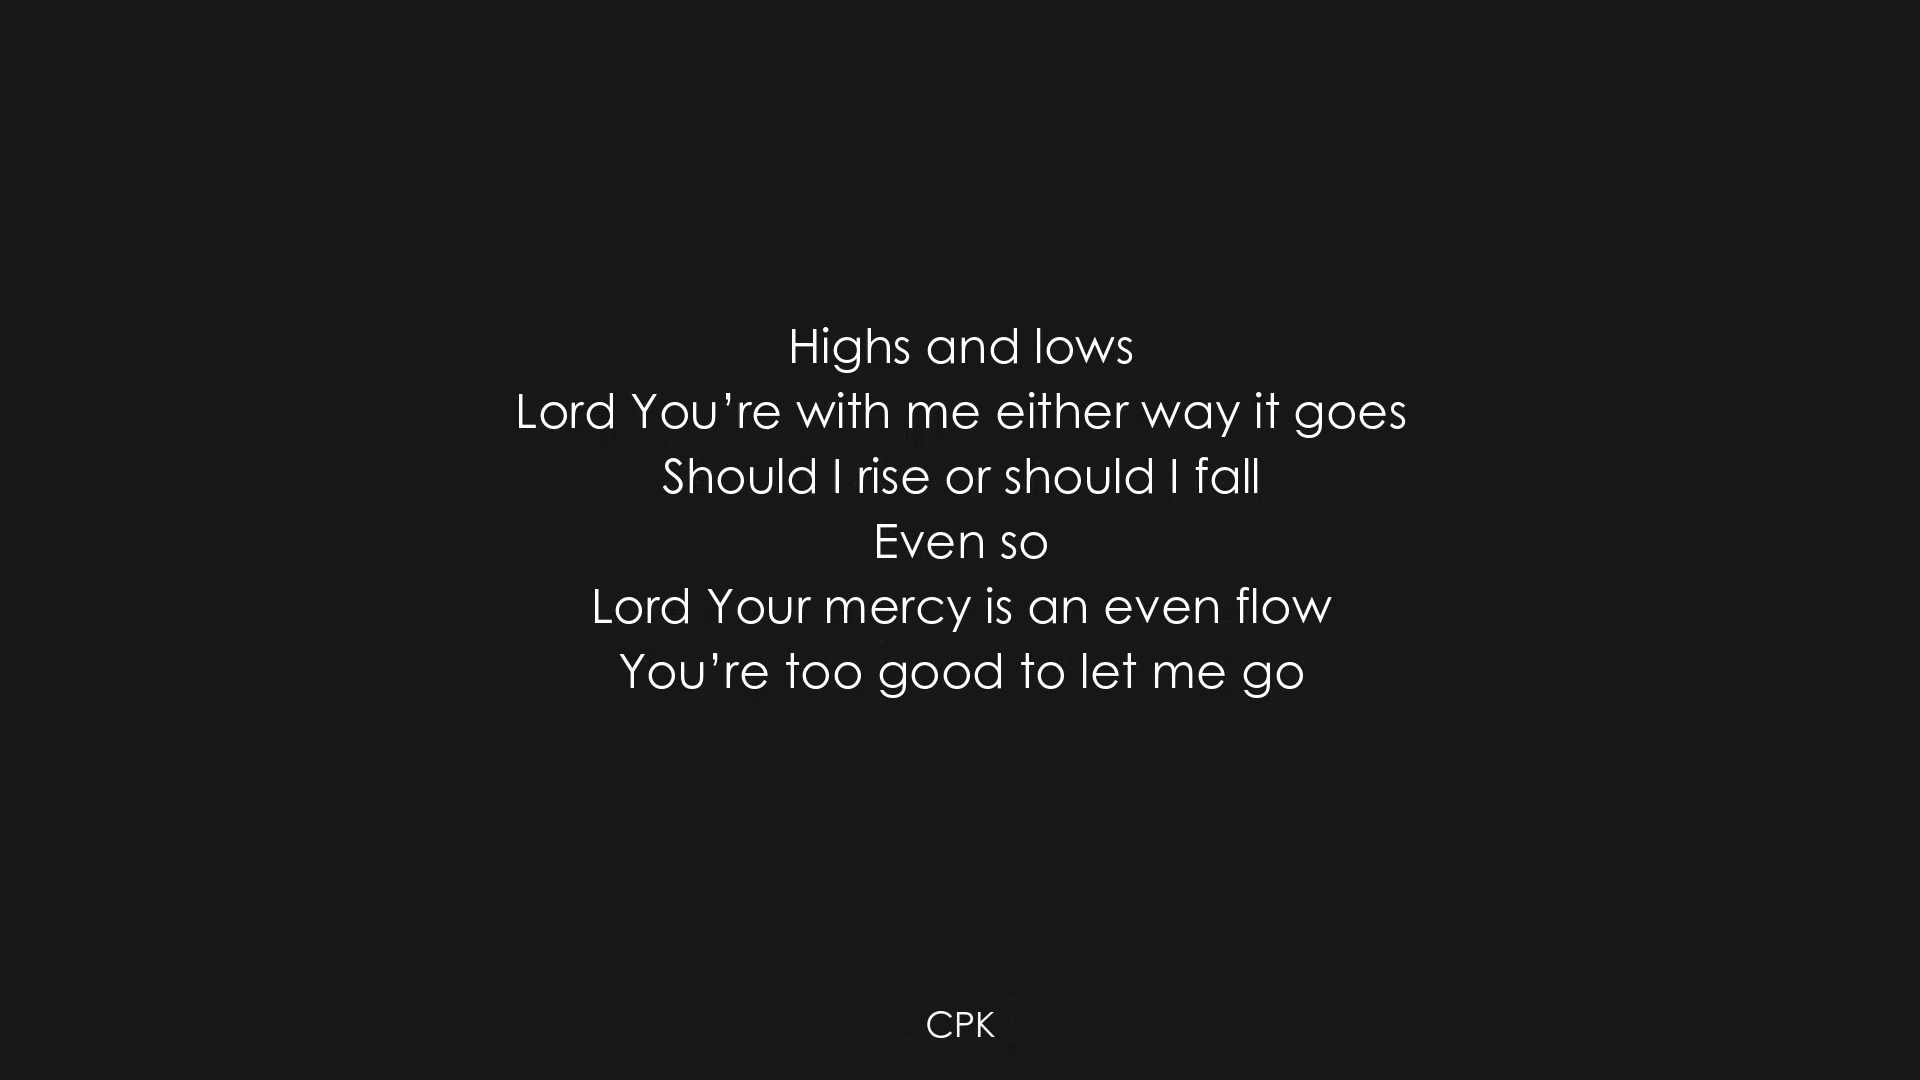 Highs and lows
Lord You’re with me either way it goes
Should I rise or should I fall
Even so
Lord Your mercy is an even flow
You’re too good to let me go
CPK